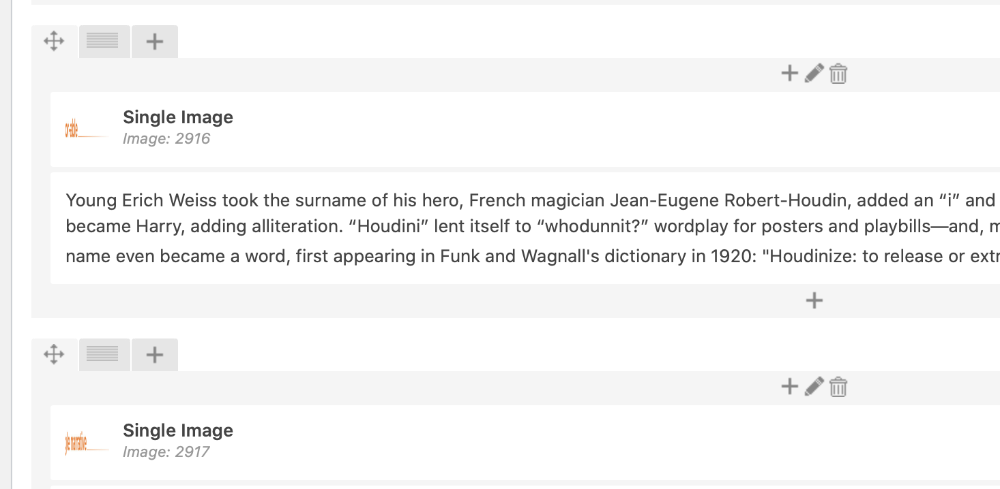 or-able
Single Image
Image: 2916
Young Erich Weiss took the surname of his hero, French magician Jean-Eugene Robert-Houdin, added an “i” and
became Harry, adding alliteration. “Houdini” lent itself to “whodunnit?” wordplay for posters and playbills—and,
name even became a word, first appearing in Funk and Wagnall's dictionary in 1920: "Houdinize: to release or
narrative
Single Image
Image: 2917